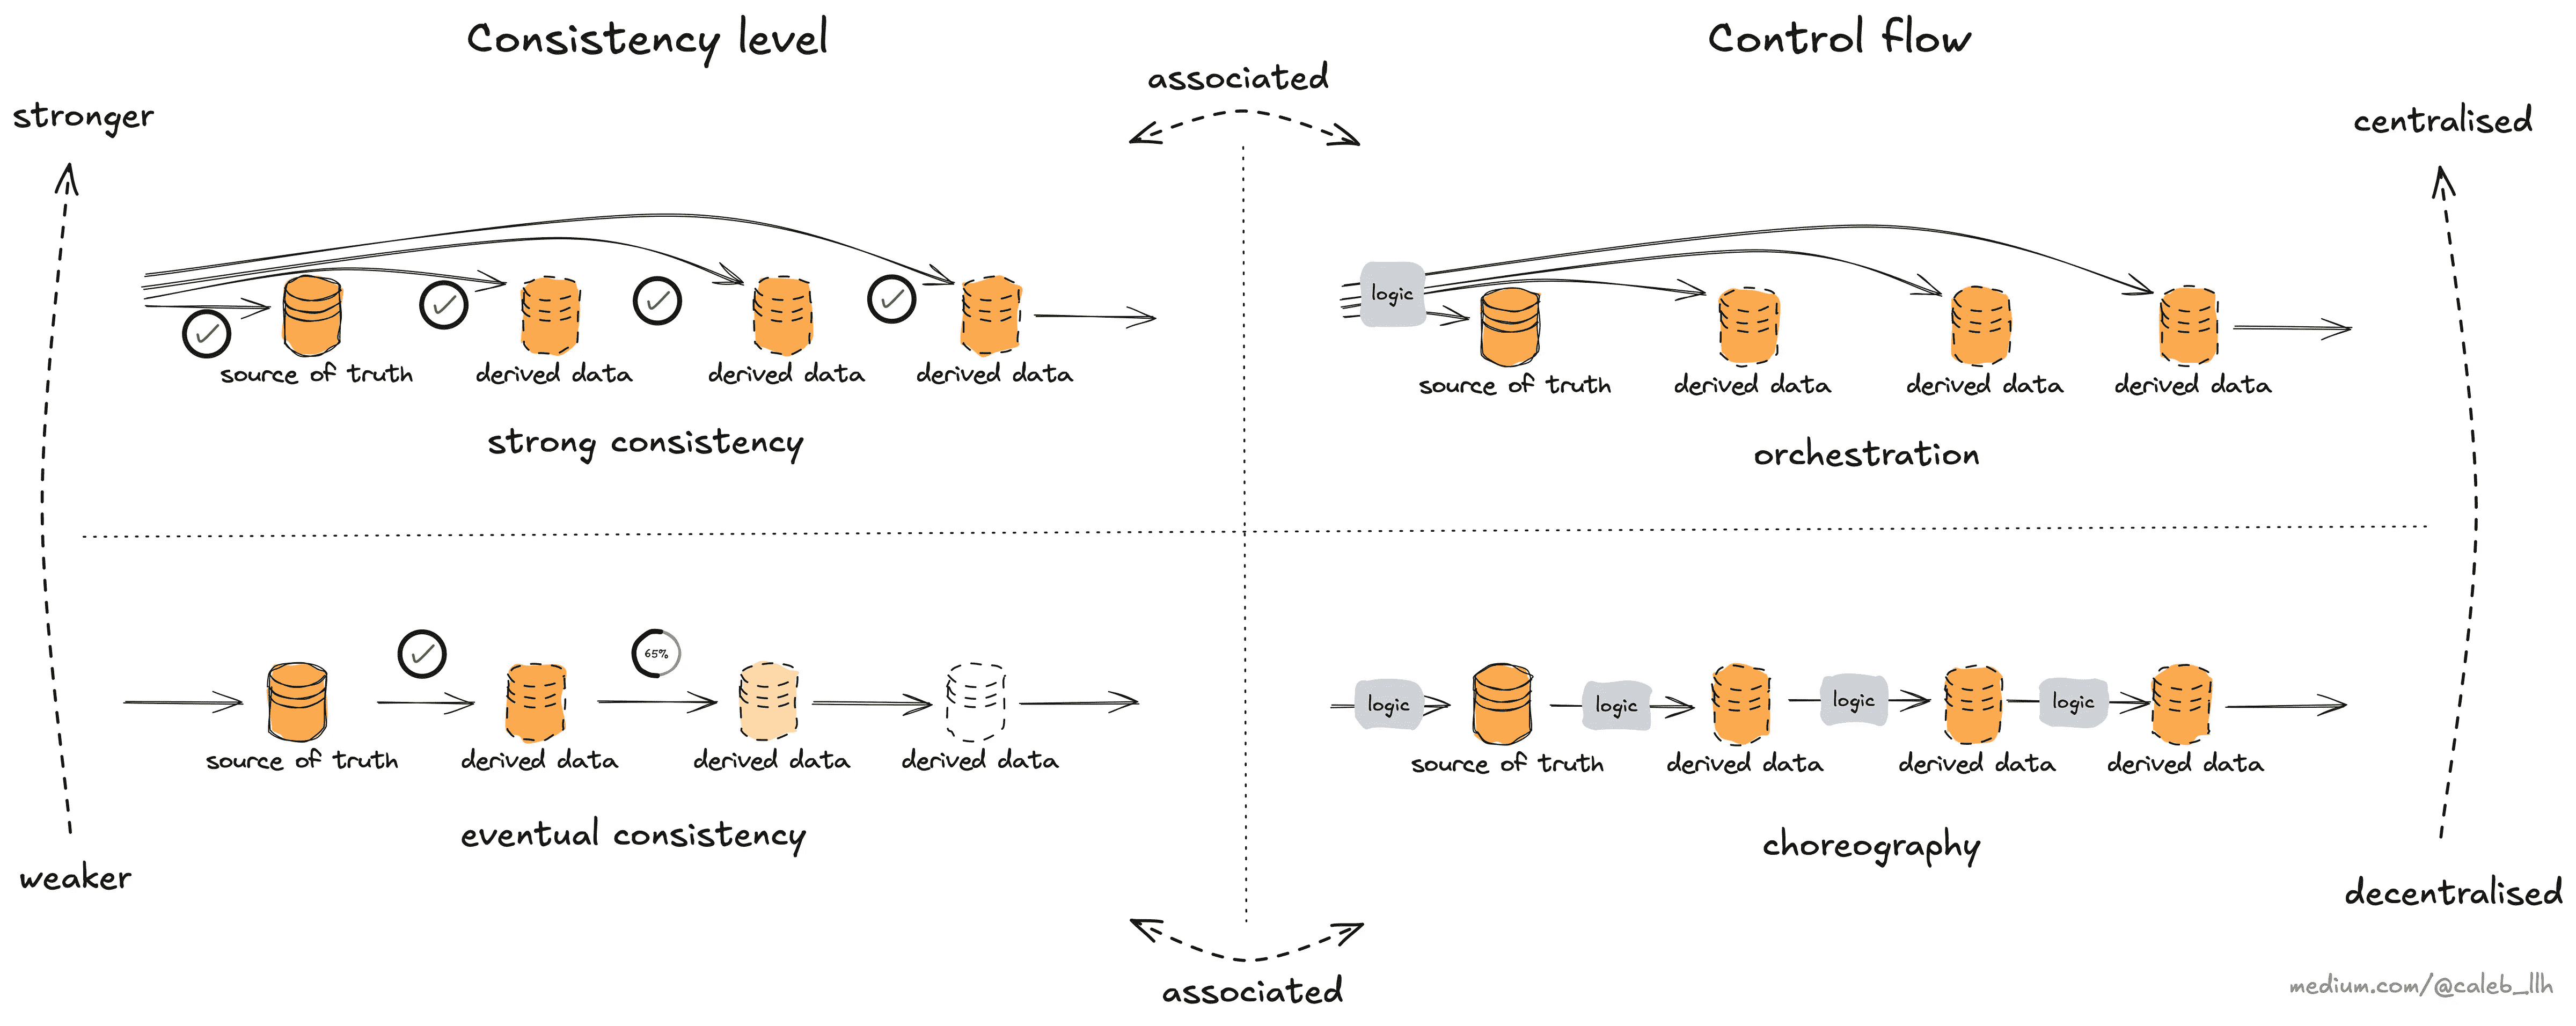 Consistency level
Control flow
associated
stronger
centralised
logic
source of truth
derived data
derived data
derived data
source of truth
derived data
derived data
derived data
strong consistency
orchestration
65%
logic
logic
logic
logic
source of truth
derived data
derived data
derived data
source of truth
derived data
derived data
derived data
eventual consistency
choreography
weaker
decentralised
associated
medium.com/@caleb_llh